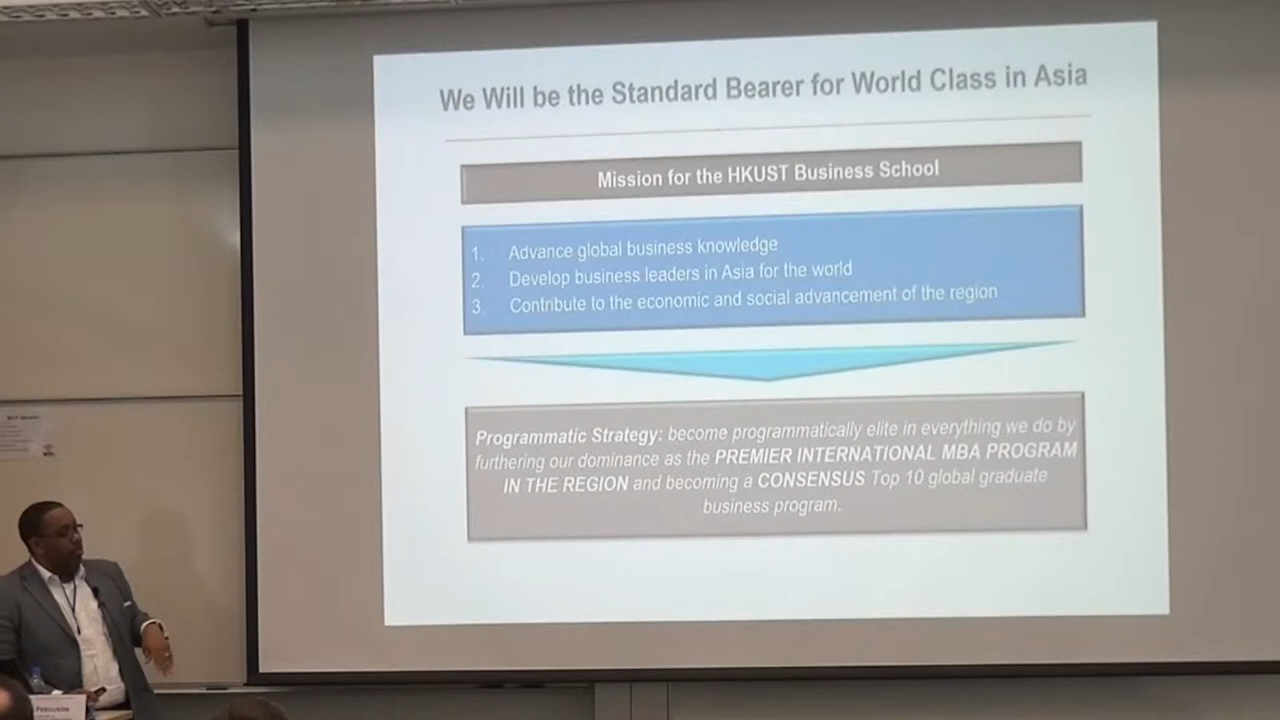 We Will be the Standard Bearer for World Class in Asia
Mission for the HKUST Business School
1. Advance global business knowledge
2. Develop business leaders in Asia for the world
3. Contribute to the economic and social advancement of the region
Programmatic Strategy: become programmatically elite in everything we do by
furthering our dominance as the PREMIER INTERNATIONAL MBA PROGRAM
IN THE REGION and becoming a CONSENSUS Top 10 global graduate
business program.
FERGUSON